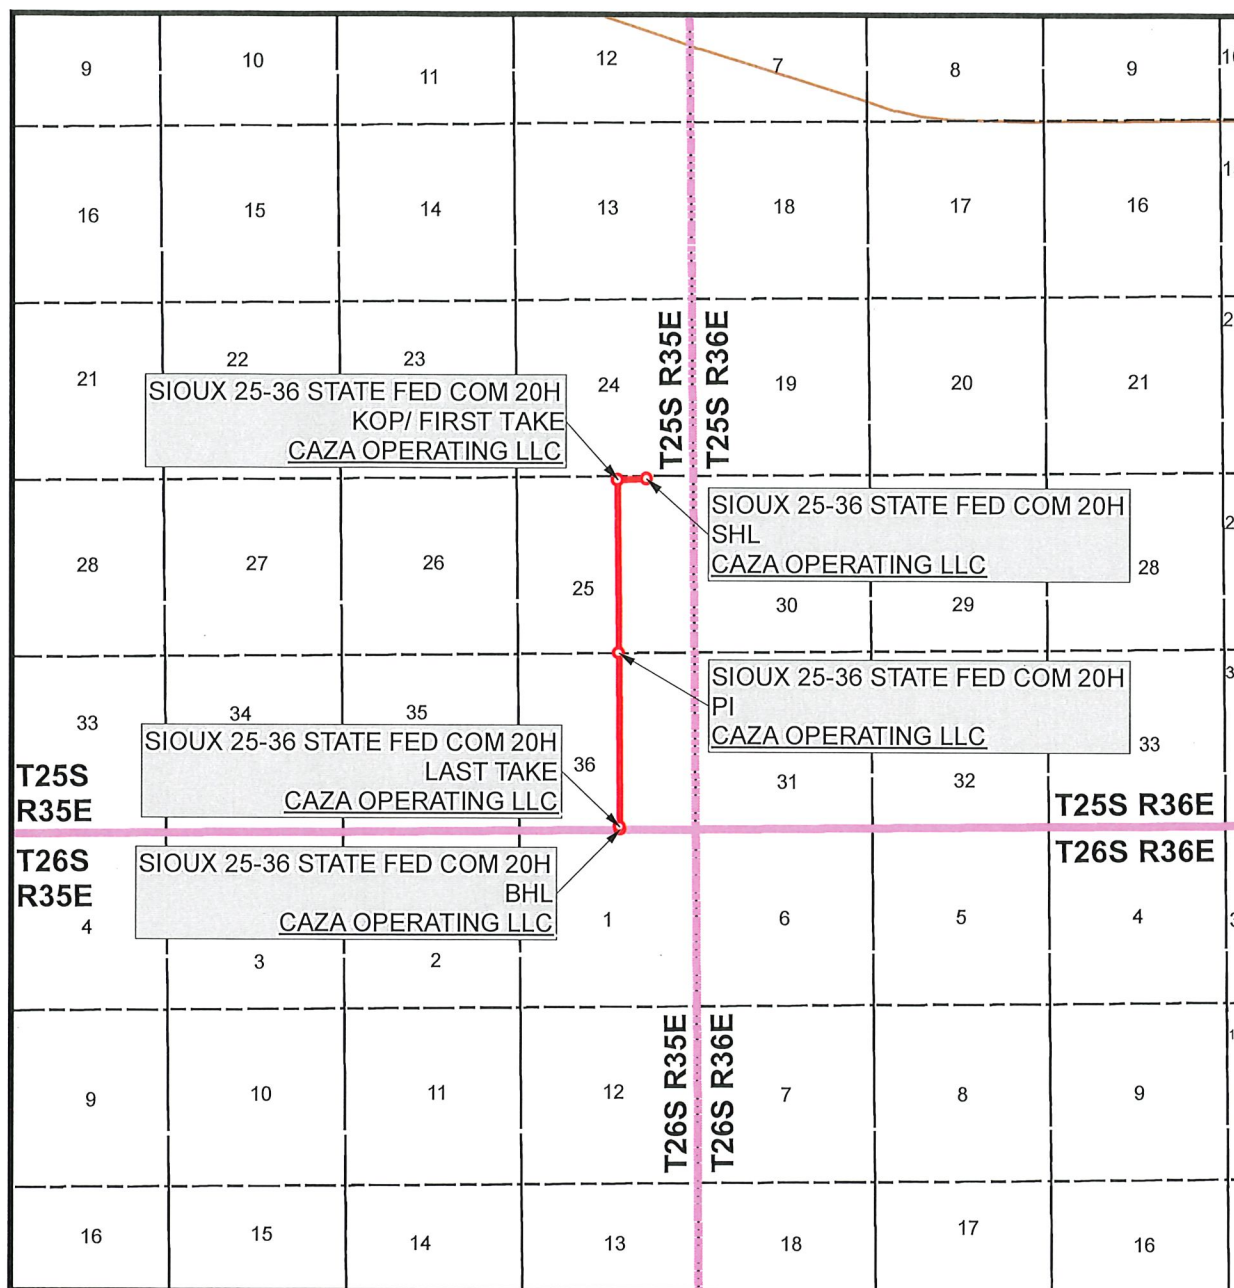 9
10
11
12
7
8
9
16
15
14
13
18
17
16
21
22
23
24
T25S R35E
T25S R36E
19
20
21
SIOUX 25-36 STATE FED COM 20H
KOP/ FIRST TAKE
CAZA OPERATING LLC
SIOUX 25-36 STATE FED COM 20H
SHL
CAZA OPERATING LLC
28
27
26
25
30
29
28
SIOUX 25-36 STATE FED COM 20H
PI
CAZA OPERATING LLC
33
34
35
36
31
32
33
SIOUX 25-36 STATE FED COM 20H
LAST TAKE
CAZA OPERATING LLC
T25S
R35E
T25S R36E
T26S
R35E
T26S R36E
SIOUX 25-36 STATE FED COM 20H
BHL
CAZA OPERATING LLC
4
3
2
1
6
5
4
T26S R35E
T26S R36E
9
10
11
12
7
8
9
16
15
14
13
18
17
16